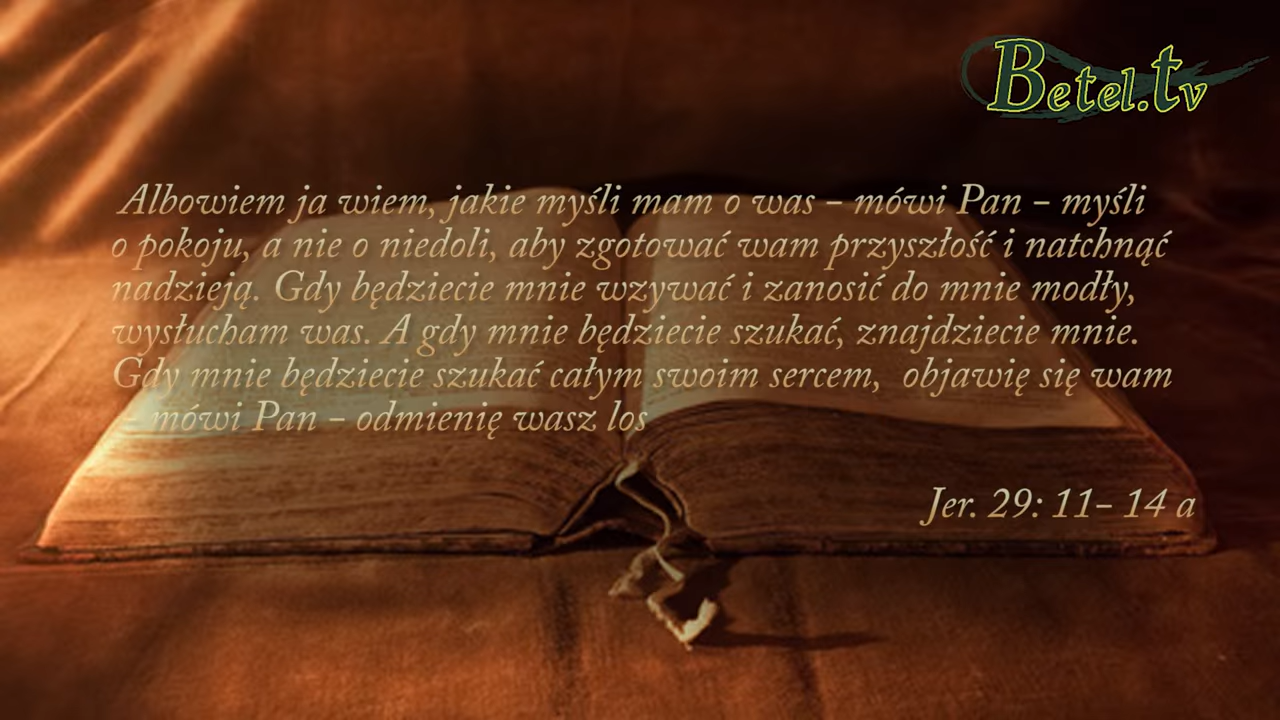 Betel.tv
Albowiem ja wiem, jakie myśli mam o was – mówi Pan – myśli
o pokoju, a nie o niedoli, aby zgotować wam przyszłość i natchnąć
nadzieją. Gdy będziecie mnie wzywać i zanosić do mnie modły,
wysłucham was. A gdy mnie będziecie szukać, znajdziecie mnie.
Gdy mnie będziecie szukać całym swoim sercem, objawię się wam
– mówi Pan – odmienię wasz los
Jer. 29: 11– 14 a